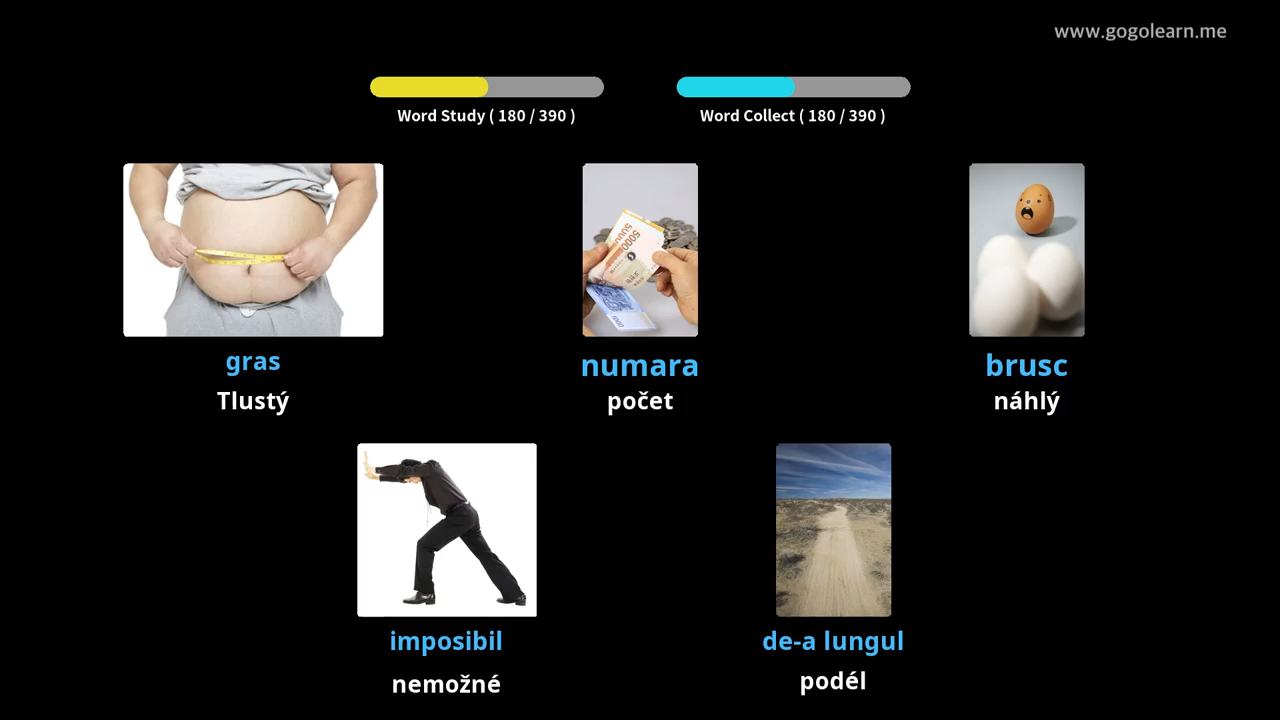 www.gogolearn.me
Word Study ( 180 / 390 )
Word Collect ( 180 / 390 )
5000
gras
numara
brusc
Tlustý
počet
náhlý
imposibil
de-a lungul
nemožné
podél